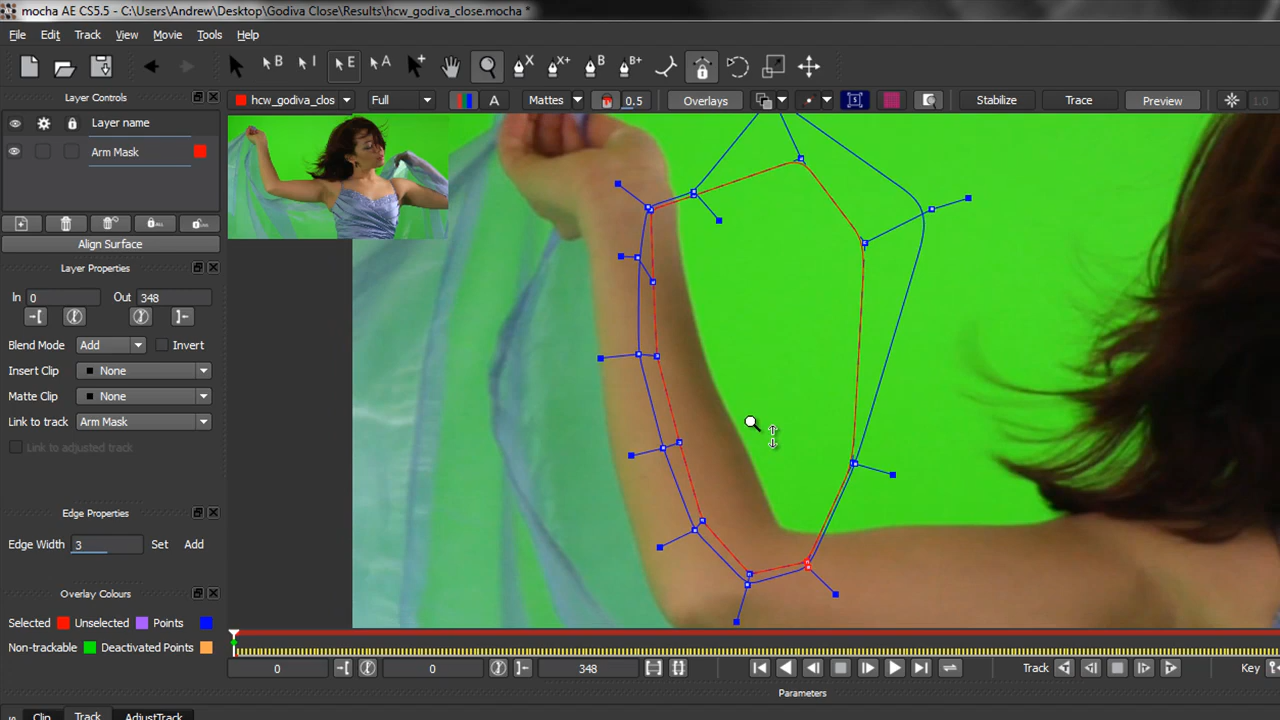 mocha AE CS5.5 - C:\Users\Andrew\Desktop\Godiva Close\Results\hcw_godiva_close.mocha *
File Edit Track View Movie Tools Help
B I E A X X+ B B+
Layer Controls
hcw_godiva_clos Full A Mattes 0.5 Overlays Stabilize Trace Preview 1.0
Layer name
Arm Mask
Align Surface
Layer Properties
In 0 Out 348
Blend Mode Add Invert
Insert Clip None
Matte Clip None
Link to track Arm Mask
Link to adjusted track
Edge Properties
Edge Width 3 Set Add
Overlay Colours
Selected Unselected Points
Non-trackable Deactivated Points
0 0 348 Track Key
Parameters
Clip Track AdjustTrack